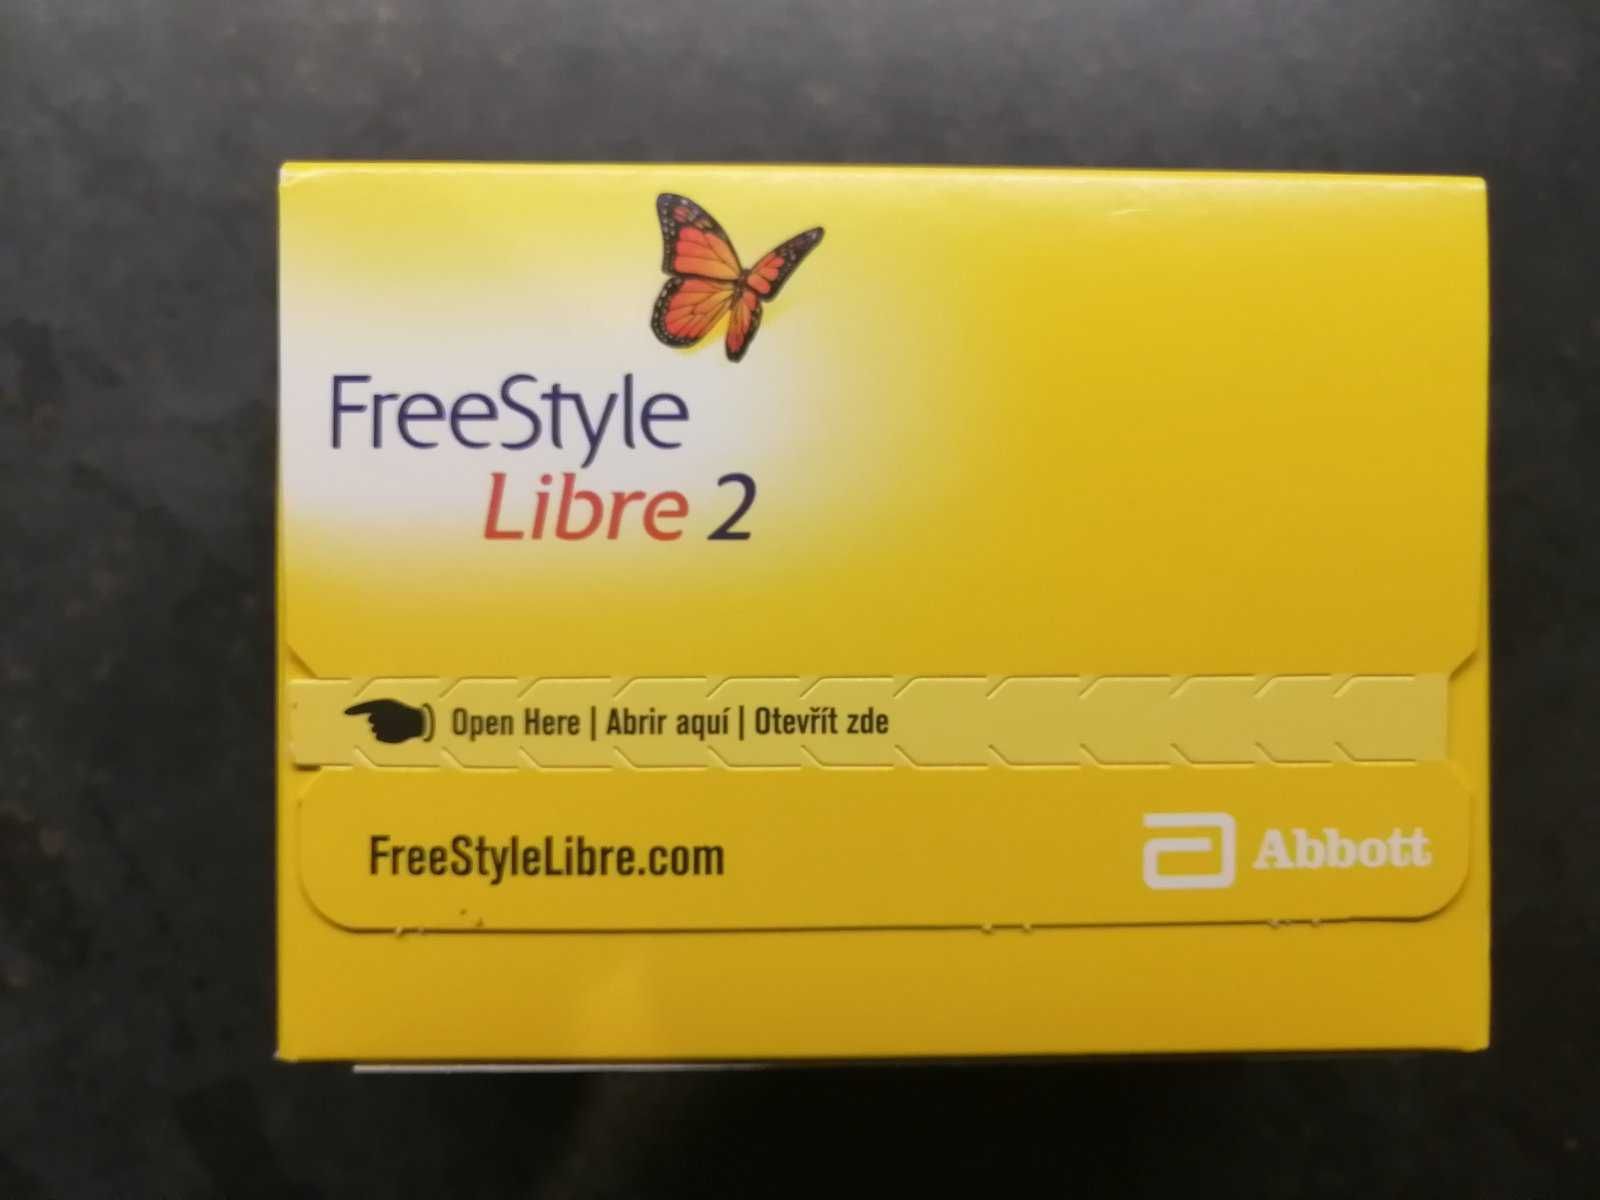 FreeStyle
Libre 2
Open Here | Abrir aquí | Otevřít zde
FreeStyleLibre.com
Abbott